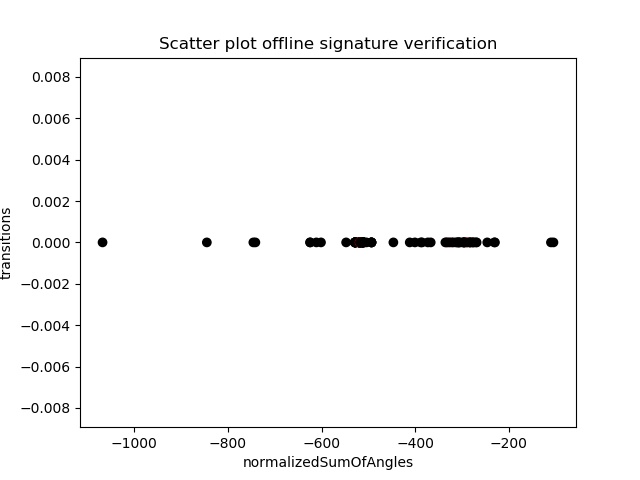 Scatter plot offline signature verification
0.008
0.006
0.004
0.002
0.000
−0.002
−0.004
−0.006
−0.008
transitions
−1000 −800 −600 −400 −200
normalizedSumOfAngles